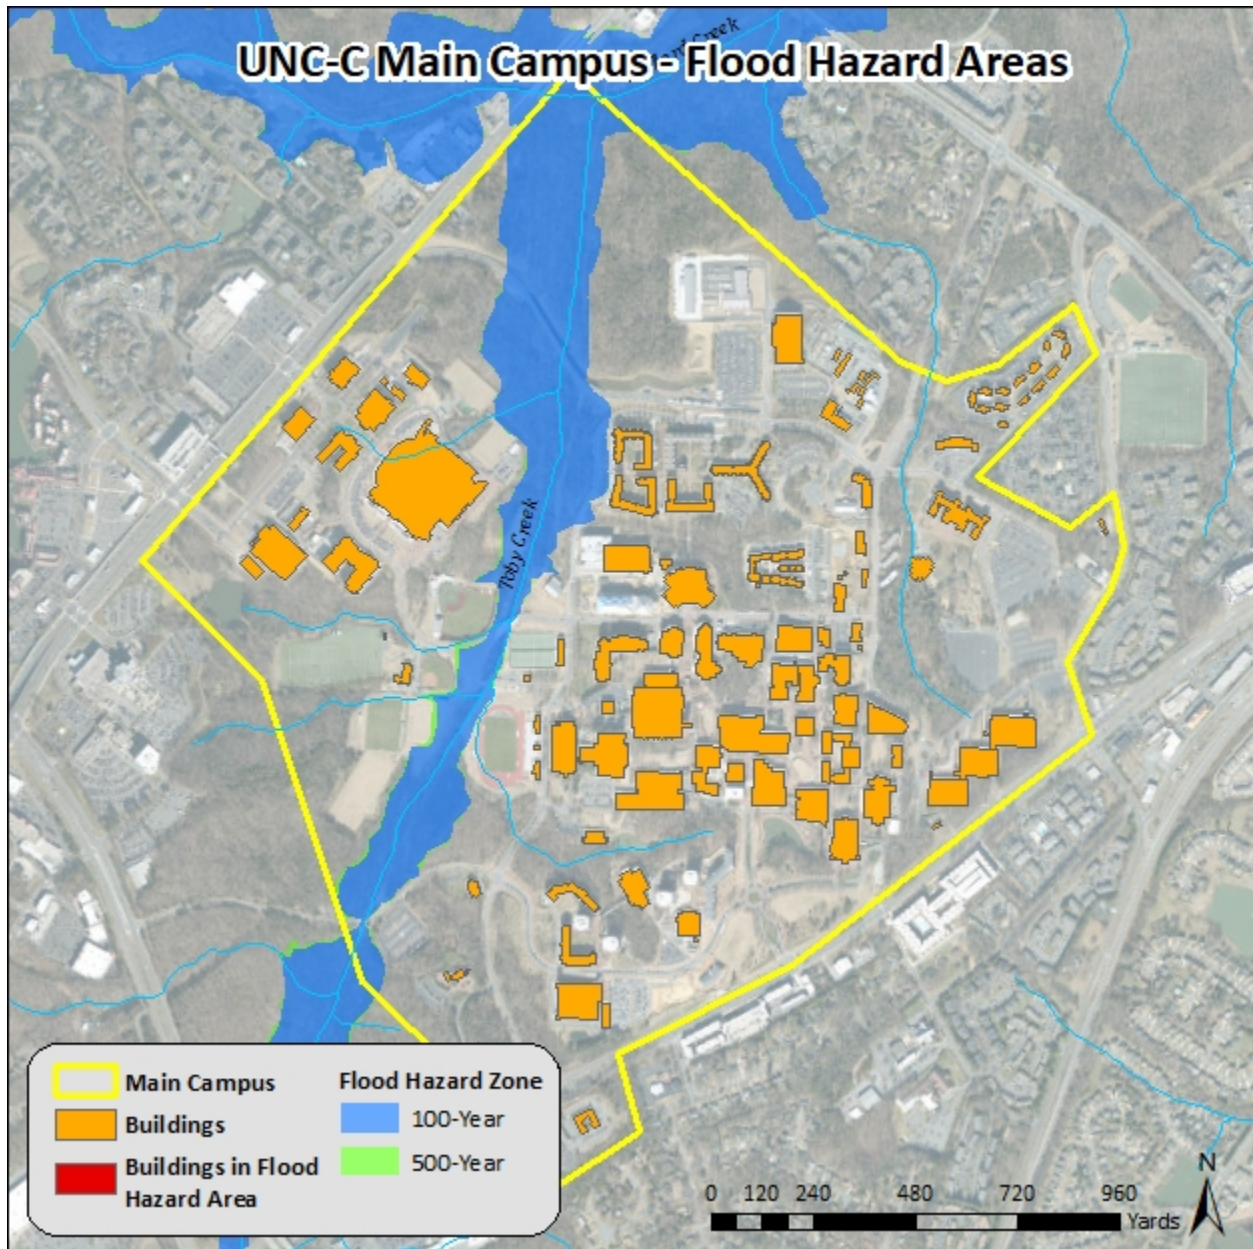 UNC-C Main Campus - Flood Hazard Areas
Creek
Toby Creek
Main Campus
Buildings
Buildings in Flood
Hazard Area
Flood Hazard Zone
100-Year
500-Year
N
0 120 240 480 720 960
Yards